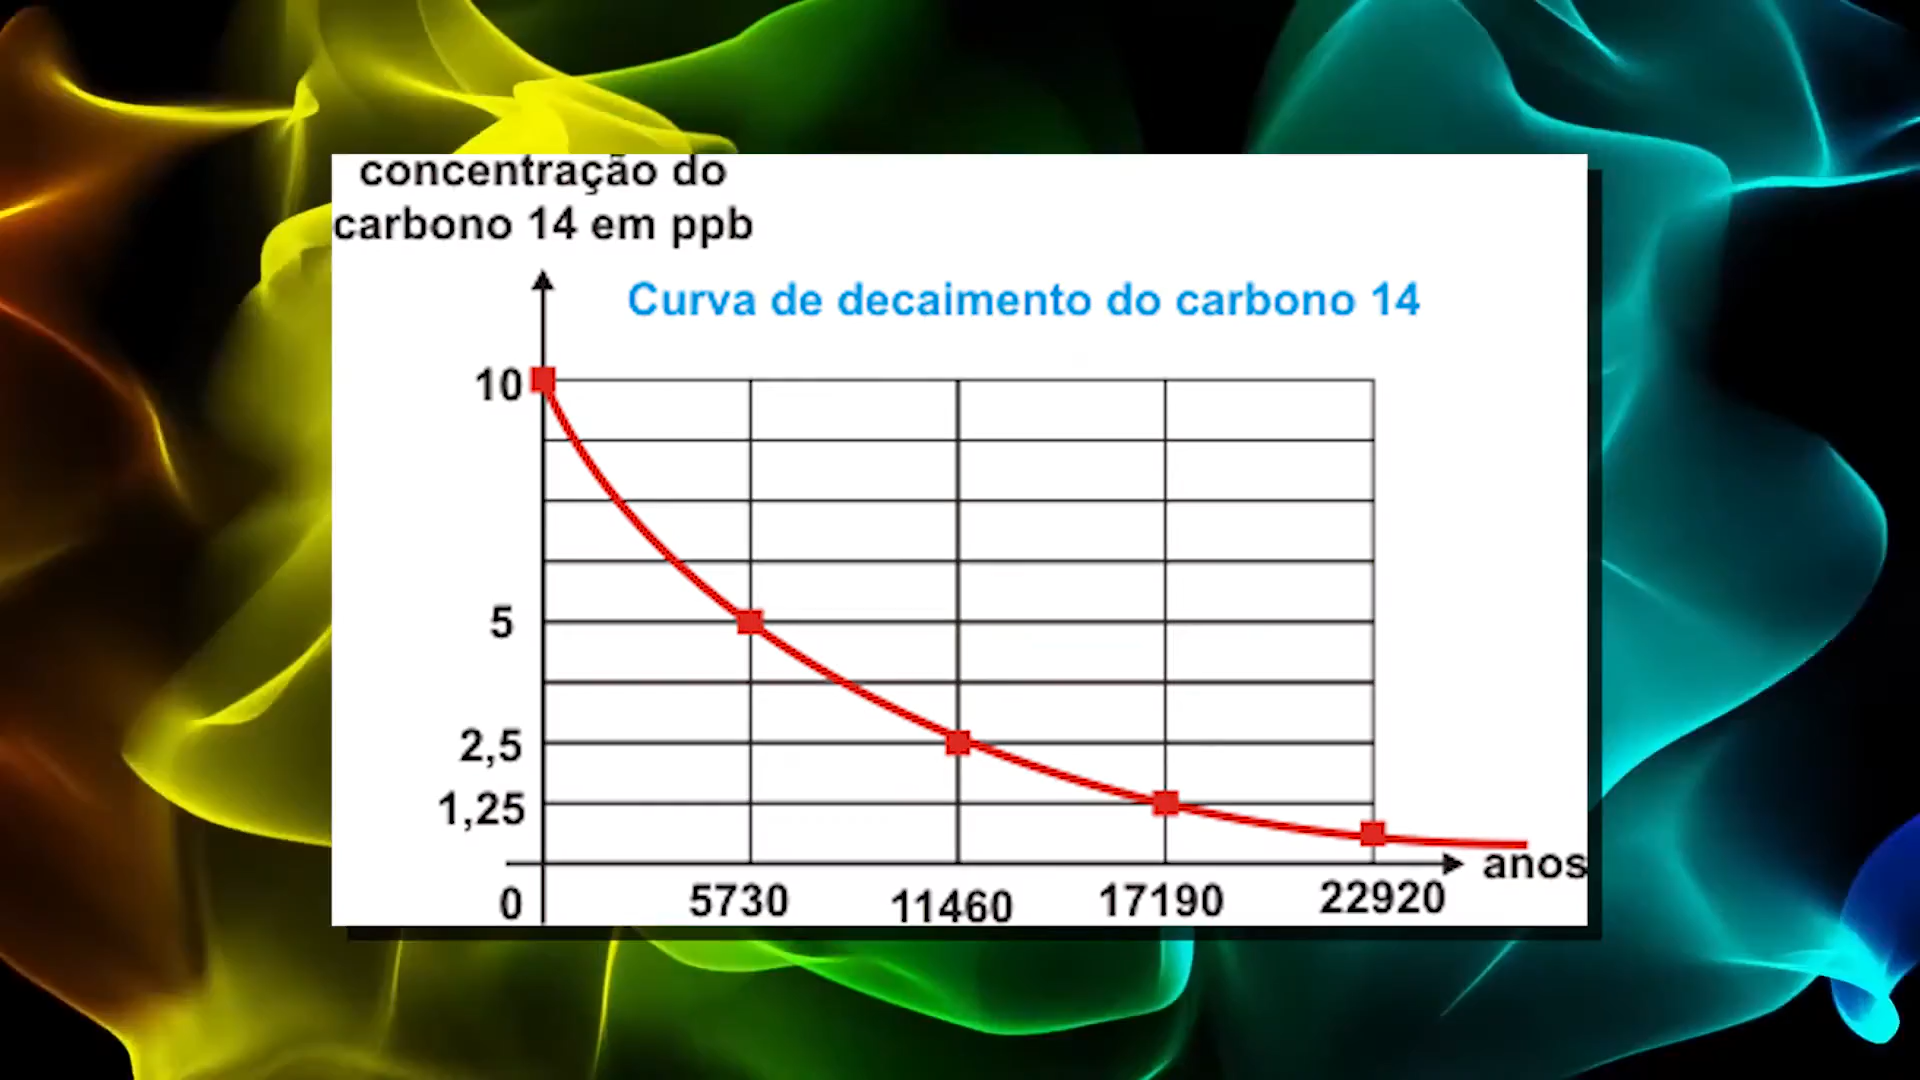 concentração do
carbono 14 em ppb
Curva de decaimento do carbono 14
10
5
2,5
1,25
anos
0 5730 11460 17190 22920